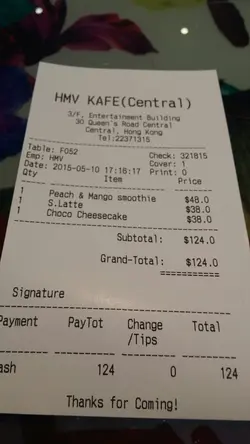 HMV KAFE(Central)
3/F, Entertainment Building
30 Queen's Road Central
Central, Hong Kong
Tel:22371315
Table: F052 Check: 321815
Emp: HMV Cover: 1
Date: 2015-05-10 17:16:17 Print: 0
Qty Item Price
1 Peach & Mango smoothie $48.0
1 S.Latte $38.0
1 Choco Cheesecake $38.0
Subtotal: $124.0
Grand-Total: $124.0
===========
Signature
Payment PayTot Change /Tips Total
ash 124 0 124
Thanks for Coming!